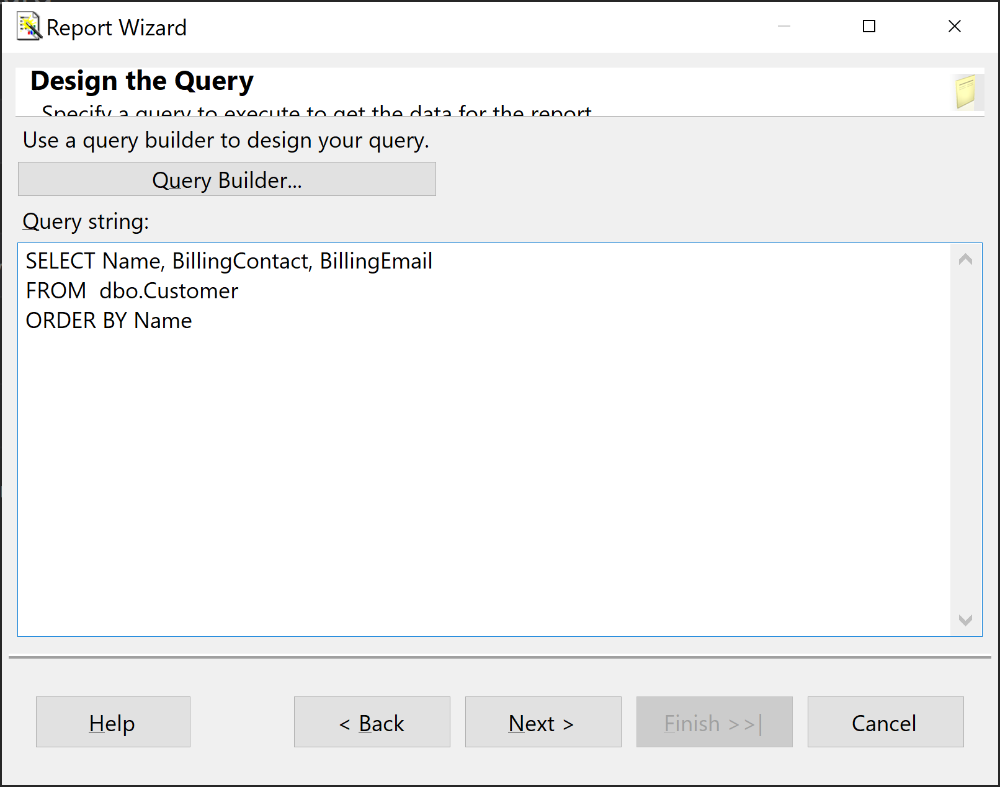 Report Wizard
Design the Query
Specify a query to execute to get the data for the report
Use a query builder to design your query.
Query Builder...
Query string:
SELECT Name, BillingContact, BillingEmail
FROM  dbo.Customer
ORDER BY Name
Help
< Back
Next >
Finish >>|
Cancel